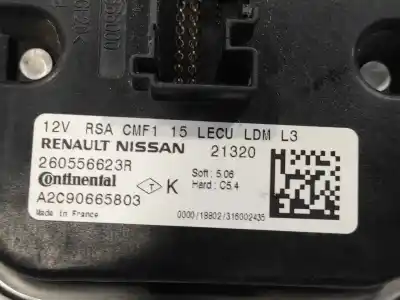 12V RSA CMF1 15 LECU LDM L3
RENAULT NISSAN 21320
260556623R
Continental
T K
Soft : 5.06
Hard : C5.4
A2C90665803
Made in Germany
0000/18802/316002435